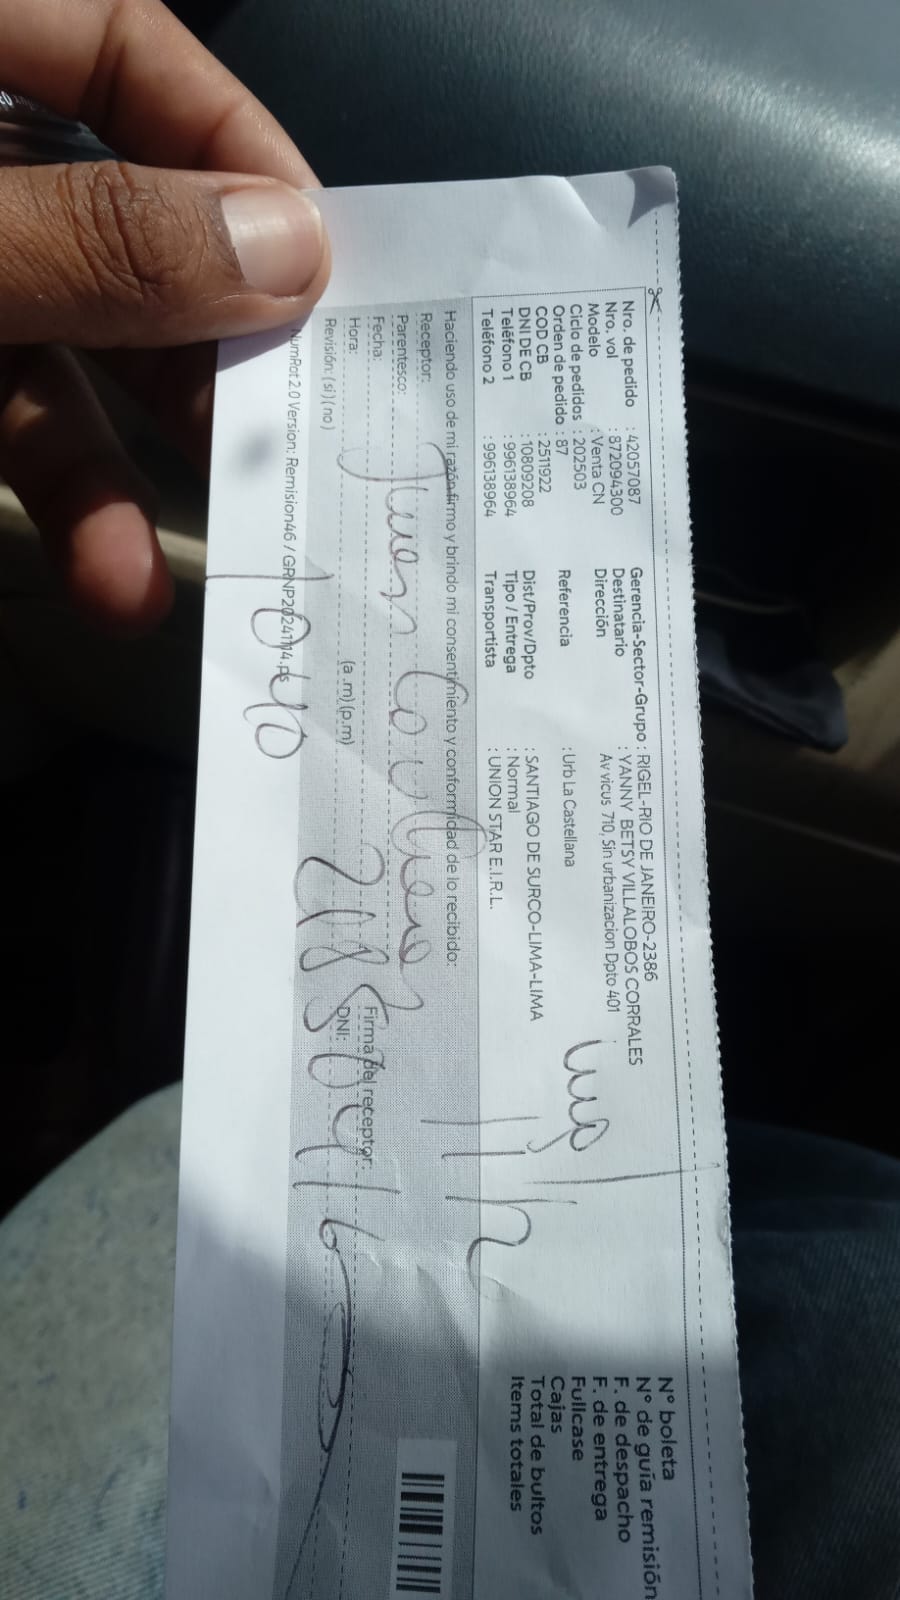 Nro. de pedido : 42057087
Nro. vol : 872094300
Modelo : Venta CN
Ciclo de pedidos : 202503
Orden de pedido : 87
COD CB : 2511922
DNI DE CB : 10809208
Teléfono 1 : 996138964
Teléfono 2 : 996138964
Gerencia-Sector-Grupo : RIGEL-RIO DE JANEIRO-2386
Destinatario : YANNY BETSY VILLALOBOS CORRALES
Dirección Av vicus 710, Sin urbanizacion Dpto 401
Referencia : Urb La Castellana
Dist/Prov/Dpto : SANTIAGO DE SURCO-LIMA-LIMA
Tipo / Entrega : Normal
Transportista : UNION STAR E.I.R.L.
N° boleta
N° de guía remisión
F. de despacho
F. de entrega
Fullcase
Cajas
Total de bultos
Items totales
Haciendo uso de mi razón firmo y brindo mi consentimiento y conformidad de lo recibido:
Receptor:
Parentesco: Juan
Fecha:
Firma del receptor:
Hora: (a .m) (p.m)
DNI:
Revisión: ( si ) ( no )
NumPot 2.0 Version: Remision46 / GRNP20241114.ps